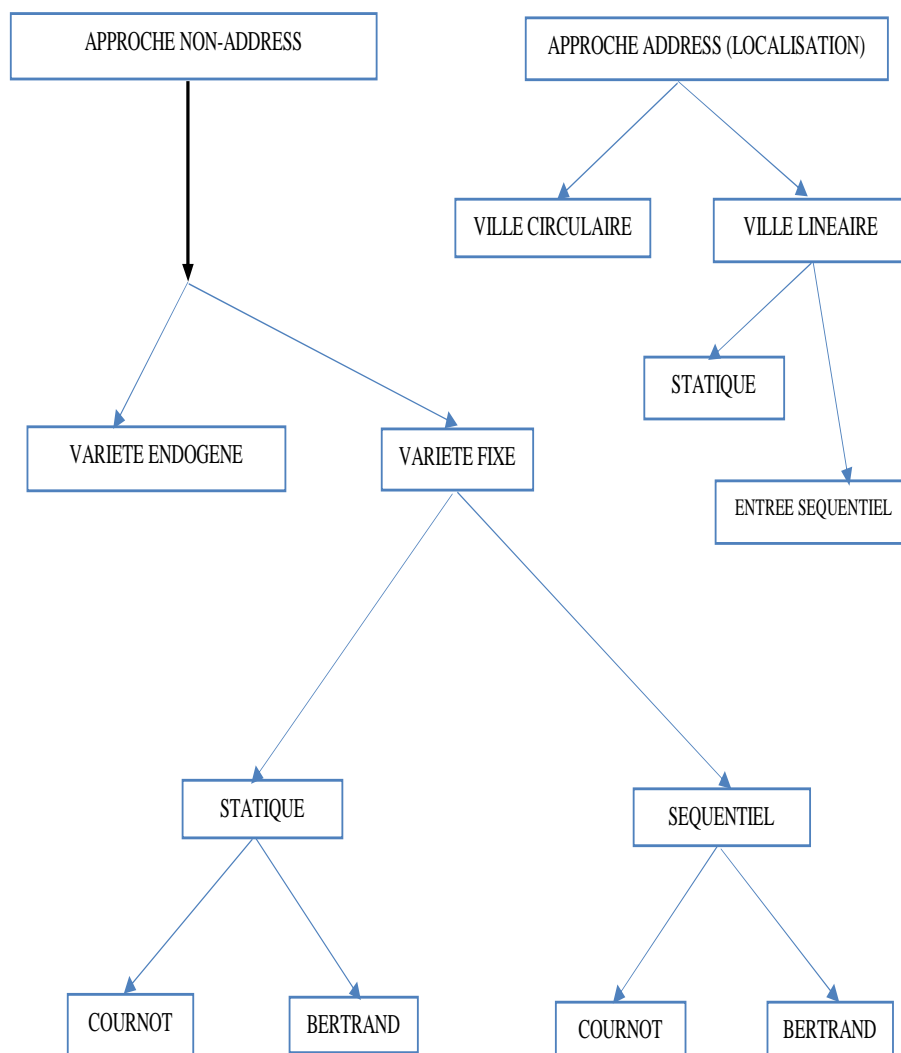 APPROCHE NON-ADDRESS
APPROCHE ADDRESS (LOCALISATION)
VILLE CIRCULAIRE
VILLE LINEAIRE
STATIQUE
VARIETE ENDOGENE
VARIETE FIXE
ENTREE SEQUENTIEL
STATIQUE
SEQUENTIEL
COURNOT
BERTRAND
COURNOT
BERTRAND